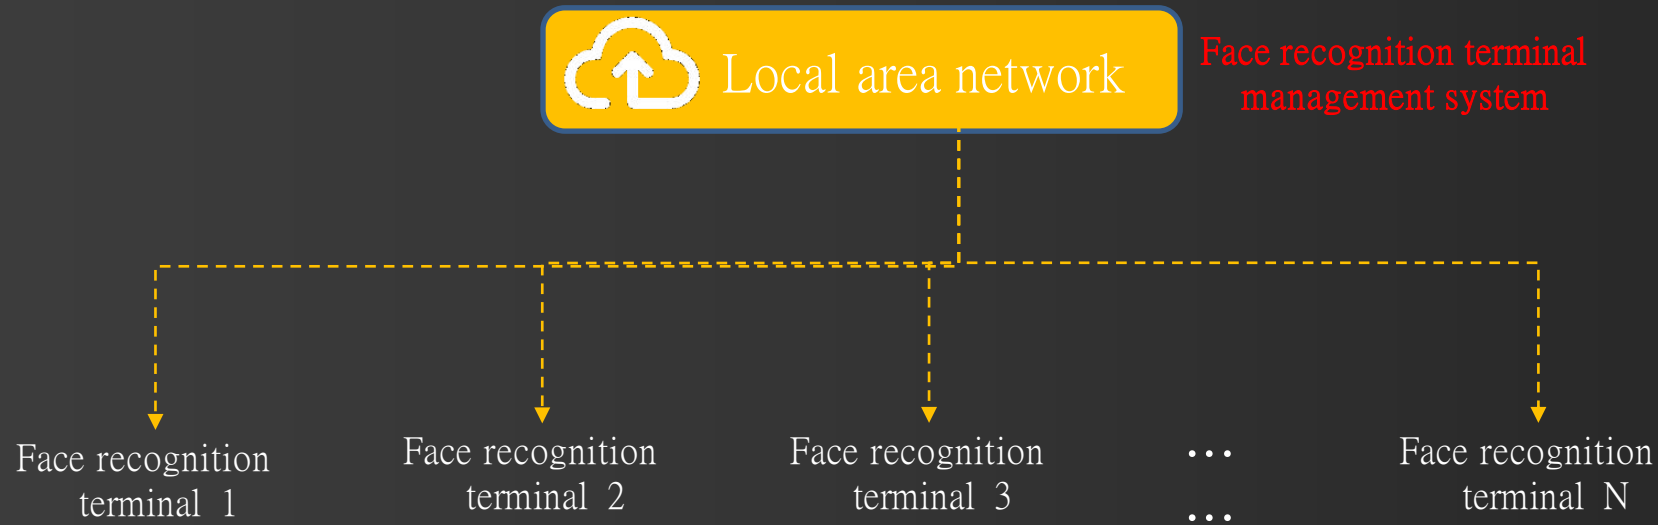 Local area network
Face recognition terminal
management system
Face recognition
terminal 1
Face recognition
terminal 2
Face recognition
terminal 3
...
...
Face recognition
terminal N